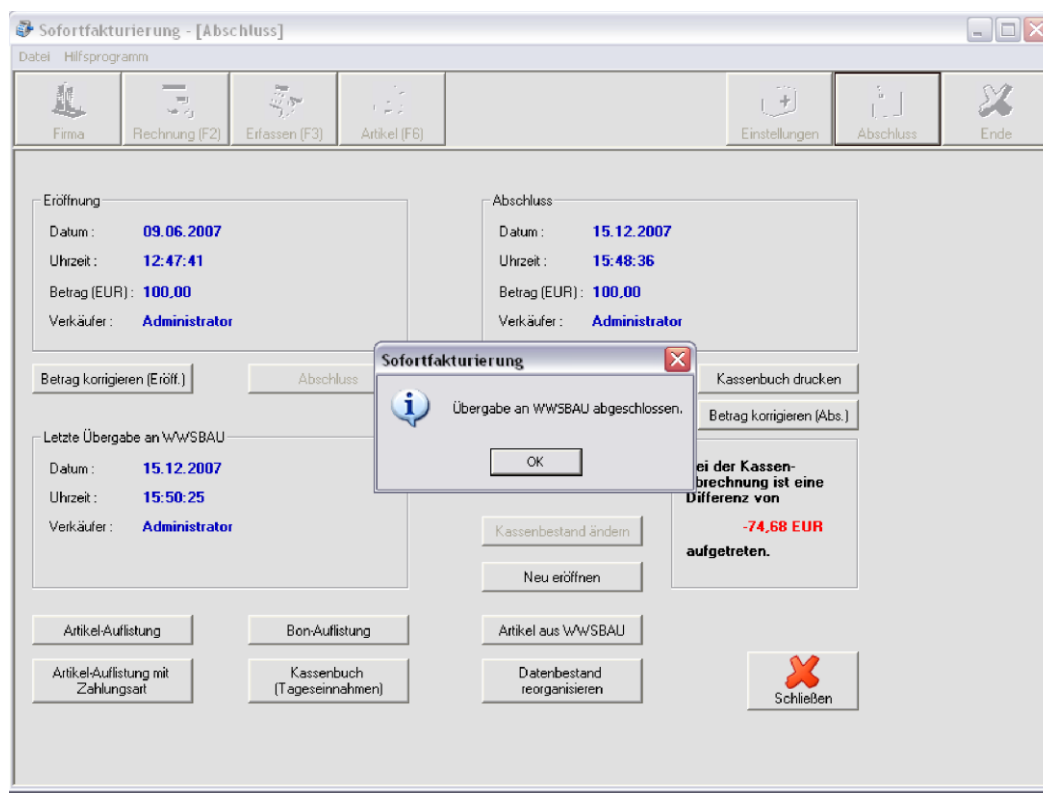 Sofortfakturierung - [Abschluss]
Datei Hilfsprogramm
Firma
Rechnung (F2)
Erfassen (F3)
Artikel (F6)
Einstellungen
Abschluss
Ende
Eröffnung
Datum : 09.06.2007
Uhrzeit : 12:47:41
Betrag (EUR) : 100,00
Verkäufer : Administrator
Abschluss
Datum : 15.12.2007
Uhrzeit : 15:48:36
Betrag (EUR) : 100,00
Verkäufer : Administrator
Betrag korrigieren (Eröff.)
Abschluss
Kassenbuch drucken
Betrag korrigieren (Abs.)
Sofortfakturierung
Übergabe an WWSBAU abgeschlossen.
OK
Letzte Übergabe an WWSBAU
Datum : 15.12.2007
Uhrzeit : 15:50:25
Verkäufer : Administrator
der Kassen-
ist eine
Differenz von
-74,68 EUR
aufgetreten.
Kassenbestand ändern
Neu eröffnen
Artikel-Auflistung
Bon-Auflistung
Artikel aus WWSBAU
Artikel-Auflistung mit
Zahlungsart
Kassenbuch
(Tageseinnahmen)
Datenbestand
reorganisieren
Schließen